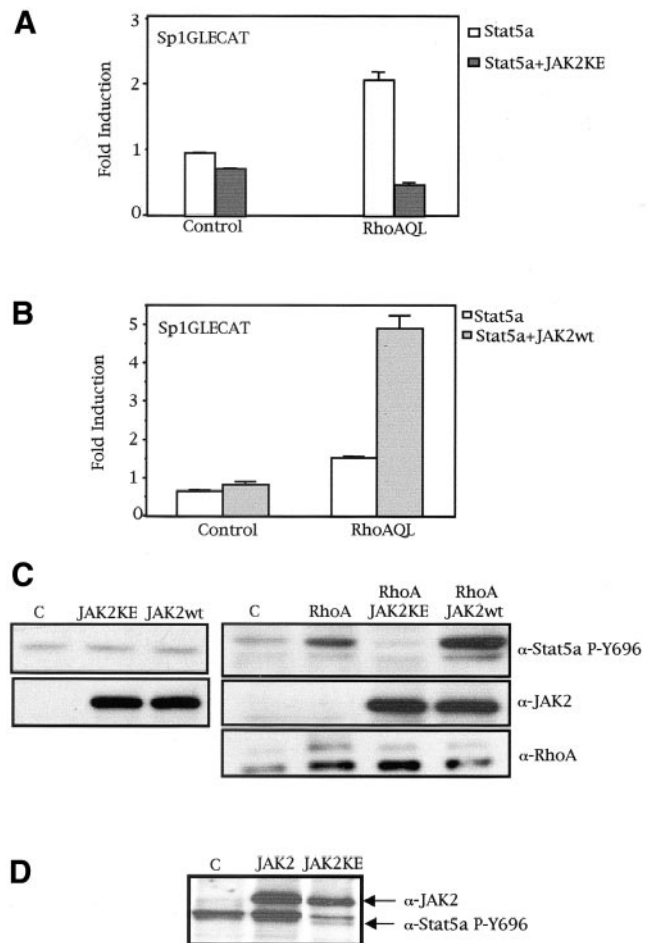 A
Sp1GLECAT
Stat5a
Stat5a+JAK2KE
Fold Induction
3
2
1
0
Control
RhoAQL
B
Sp1GLECAT
Stat5a
Stat5a+JAK2wt
Fold Induction
5
4
3
2
1
0
Control
RhoAQL
C
C JAK2KE JAK2wt
C RhoA RhoA JAK2KE RhoA JAK2wt
α-Stat5a P-Y696
α-JAK2
α-RhoA
D
C JAK2 JAK2KE
α-JAK2
α-Stat5a P-Y696